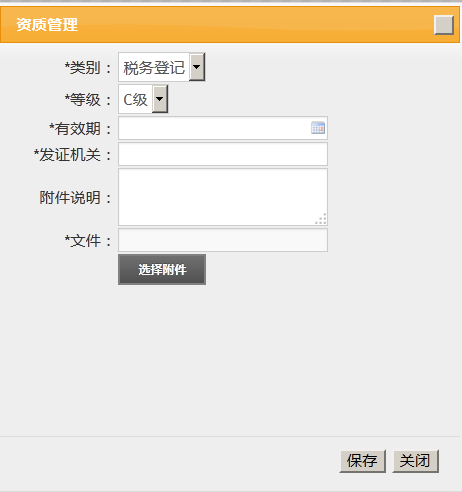 资质管理
*类别： 税务登记
*等级： C级
*有效期：
*发证机关：
附件说明：
*文件：
选择附件
保存 关闭